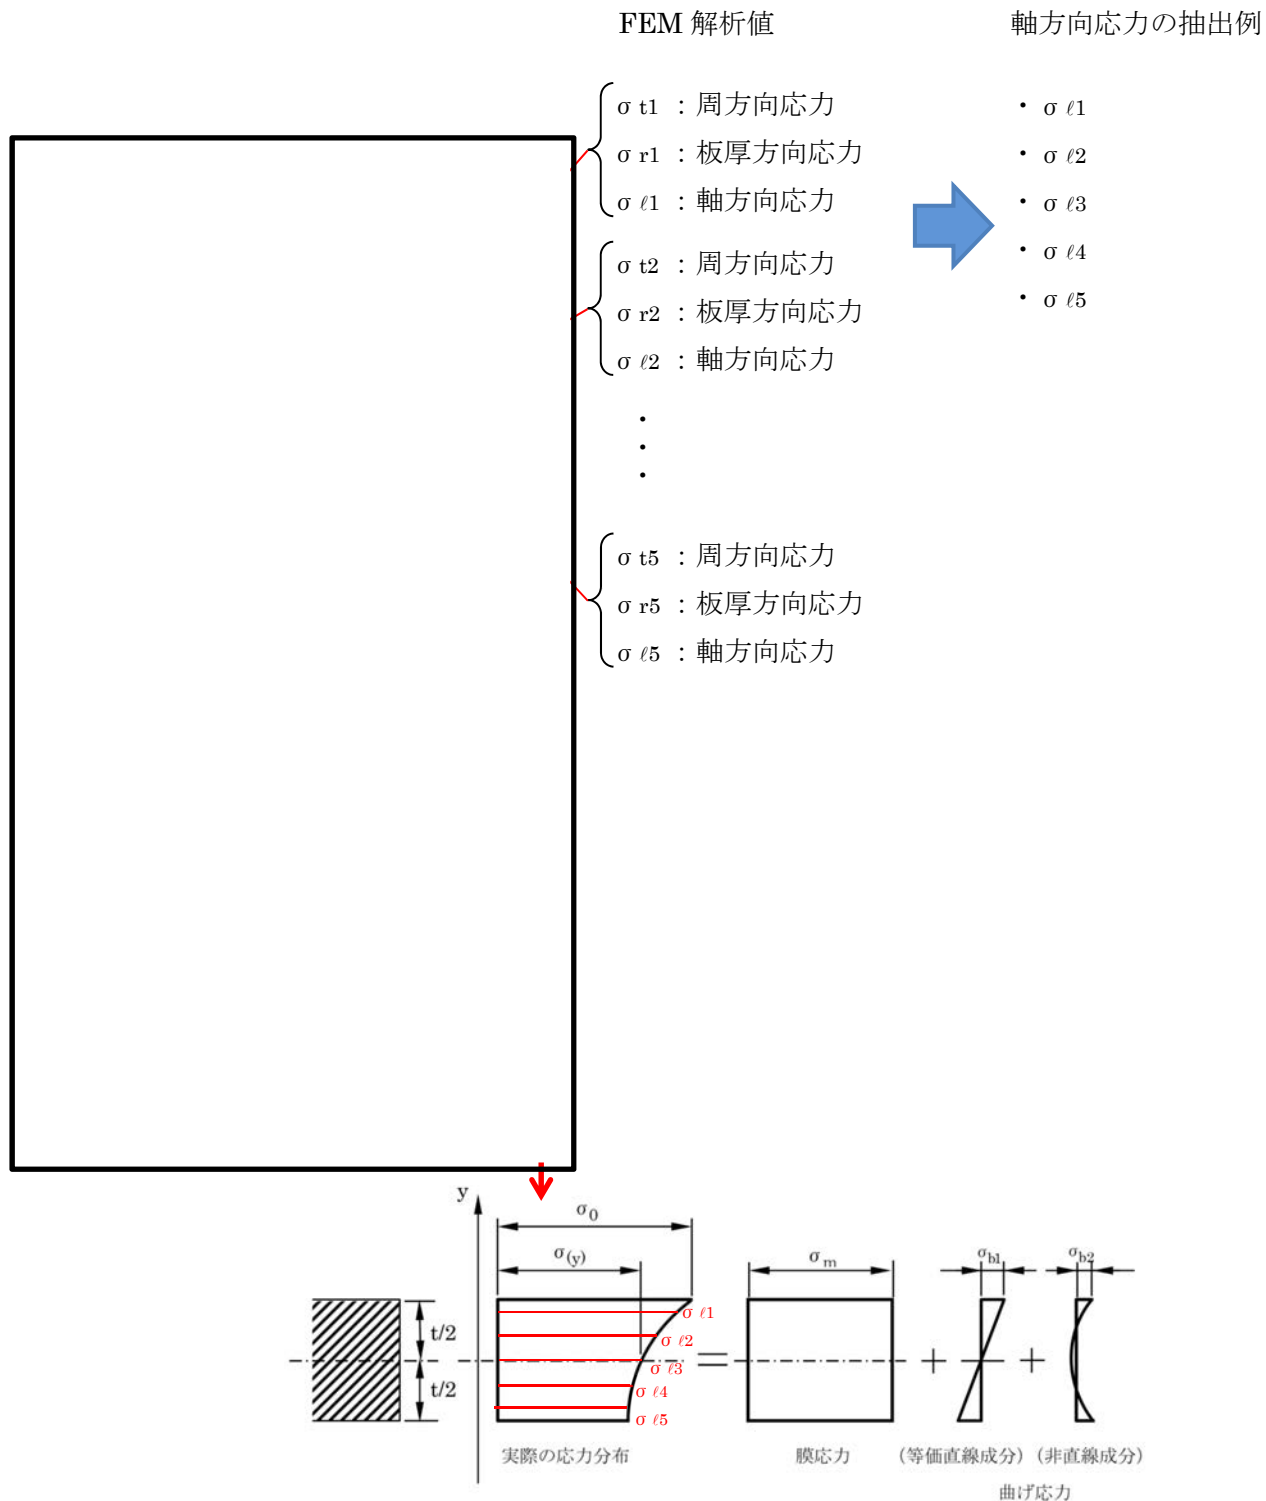 FEM 解析値
軸方向応力の抽出例
σ t1 ：周方向応力
σ r1 ：板厚方向応力
σ ℓ1 ：軸方向応力
σ t2 ：周方向応力
σ r2 ：板厚方向応力
σ ℓ2 ：軸方向応力
・
・
・
σ t5 ：周方向応力
σ r5 ：板厚方向応力
σ ℓ5 ：軸方向応力
・ σ ℓ1
・ σ ℓ2
・ σ ℓ3
・ σ ℓ4
・ σ ℓ5
y
σ0
σ(y)
σm
σb1
σb2
t/2
t/2
σ ℓ1
σ ℓ2
σ ℓ3
σ ℓ4
σ ℓ5
=
+
+
実際の応力分布
膜応力
（等価直線成分）
（非直線成分）
曲げ応力